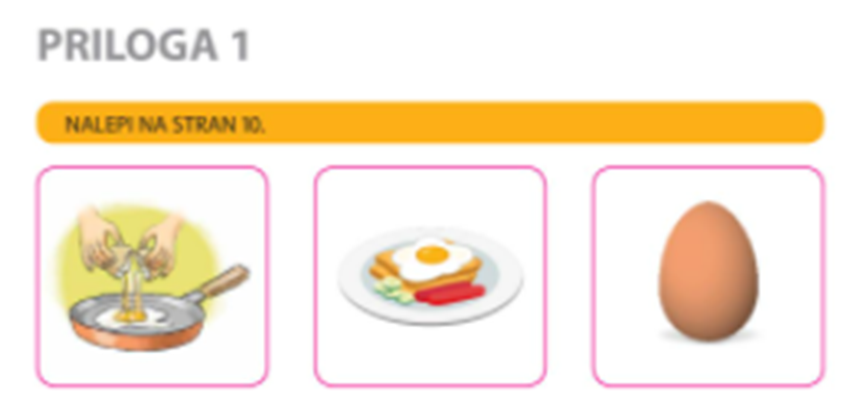 PRILOGA 1
NALEPI NA STRAN 10.